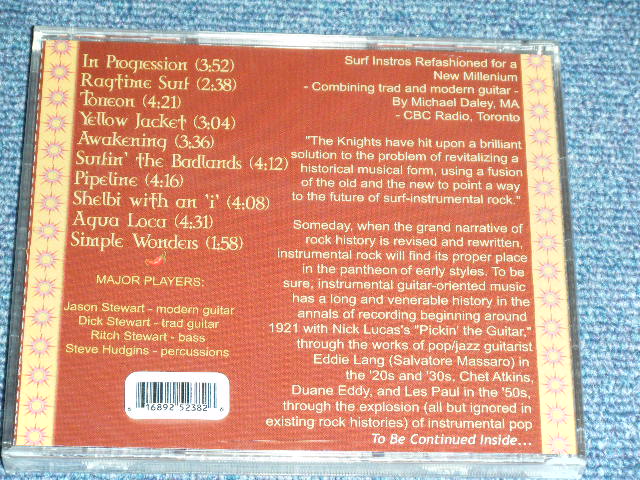 In Progression (3:52)
Ragtime Surf (2:38)
Toneon (4:21)
Yellow Jacket (3:04)
Awakening (3:36)
Surfin' the Badlands (4:12)
Pipeline (4:16)
Shelbi with an 'i' (4:08)
Agua Loca (4:31)
Simple Wonders (1:58)
MAJOR PLAYERS:
Jason Stewart - modern guitar
Dick Stewart - trad guitar
Ritch Stewart - bass
Steve Hudgins - percussions
6 16892 52382 6
Surf Instros Refashioned for a
New Millenium
- Combining trad and modern guitar -
By Michael Daley, MA
- CBC Radio, Toronto
"The Knights have hit upon a brilliant
solution to the problem of revitalizing a
historical musical form, using a fusion
of the old and the new to point a way
to the future of surf-instrumental rock."
Someday, when the grand narrative of
rock history is revised and rewritten,
instrumental rock will find its proper place
in the pantheon of early styles. To be
sure, instrumental guitar-oriented music
has a long and venerable history in the
annals of recording beginning around
1921 with Nick Lucas's "Pickin' the Guitar,"
through the works of pop/jazz guitarist
Eddie Lang (Salvatore Massaro) in
the '20s and '30s, Chet Atkins,
Duane Eddy, and Les Paul in the '50s,
through the explosion (all but ignored in
existing rock histories) of instrumental pop
To Be Continued Inside...